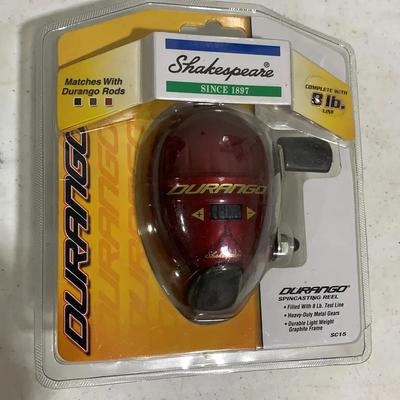 Matches With
Durango Rods
Shakespeare
SINCE 1897
COMPLETE WITH
8 lb.
LINE
DURANGO
DURANGO
Shakespeare
DURANGO®
SPINCASTING REEL
• Filled With 8 Lb. Test Line
• Heavy-Duty Metal Gears
• Durable Light Weight
Graphite Frame
SC15